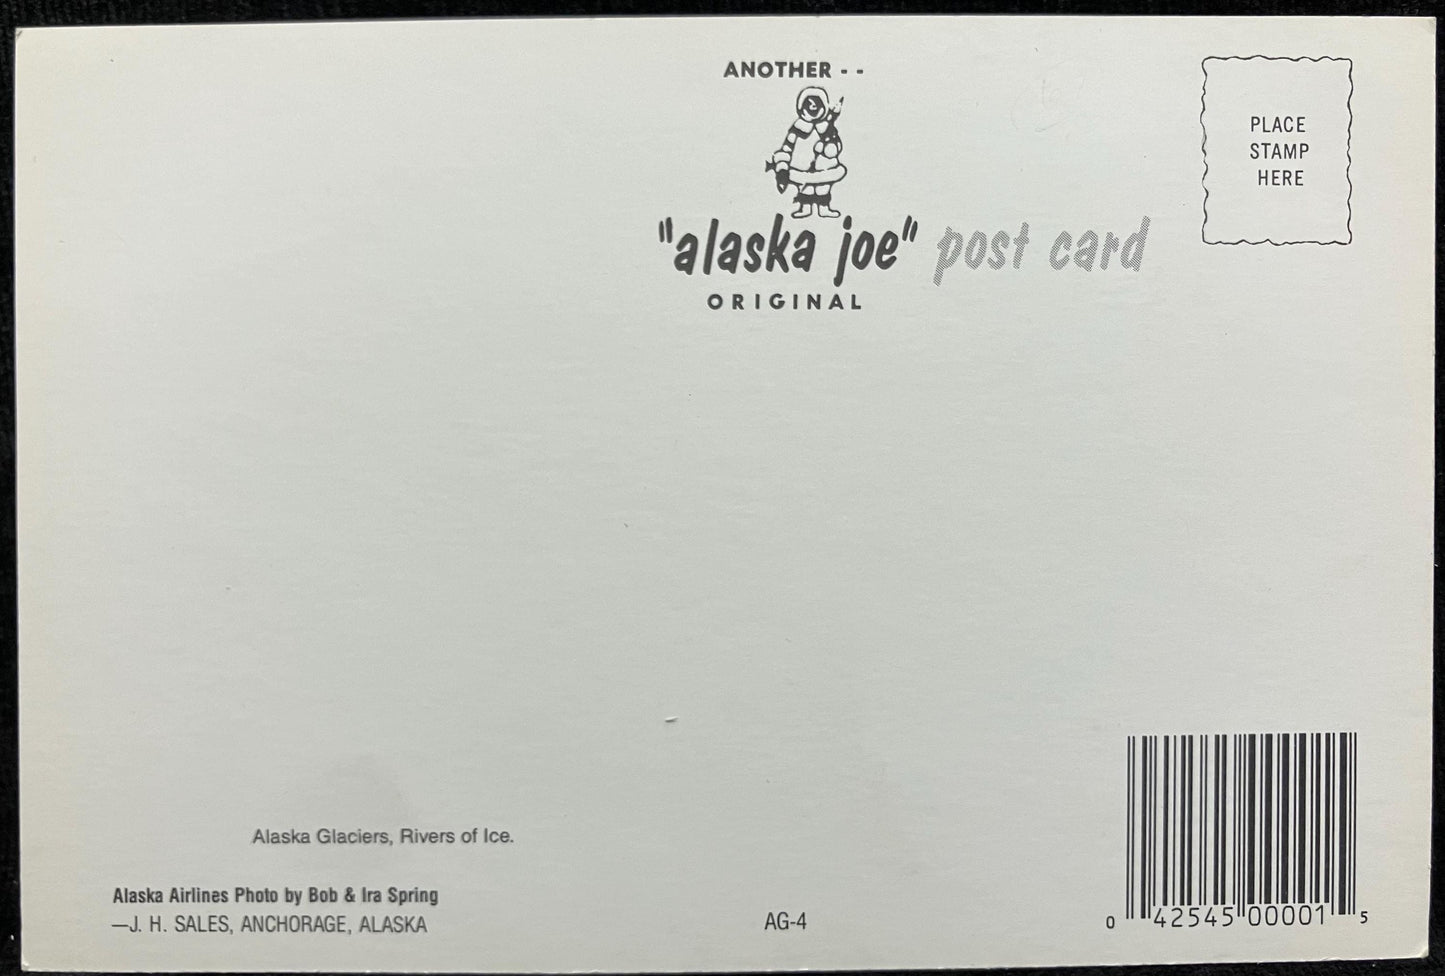 ANOTHER - -
"alaska joe" post card
ORIGINAL
PLACE
STAMP
HERE
Alaska Glaciers, Rivers of Ice.
Alaska Airlines Photo by Bob & Ira Spring
—J. H. SALES, ANCHORAGE, ALASKA
AG-4
0 42545 00001 5